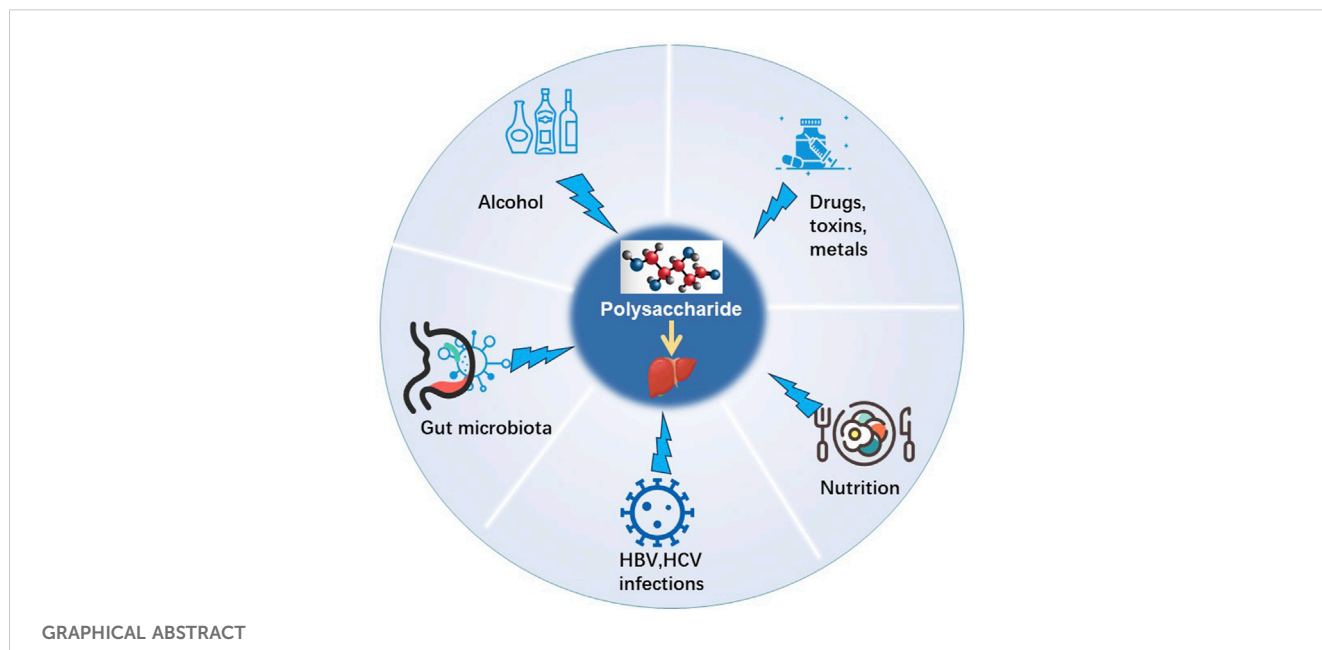 Alcohol
Drugs,
toxins,
metals
Polysaccharide
Gut microbiota
Nutrition
HBV,HCV
infections
GRAPHICAL ABSTRACT